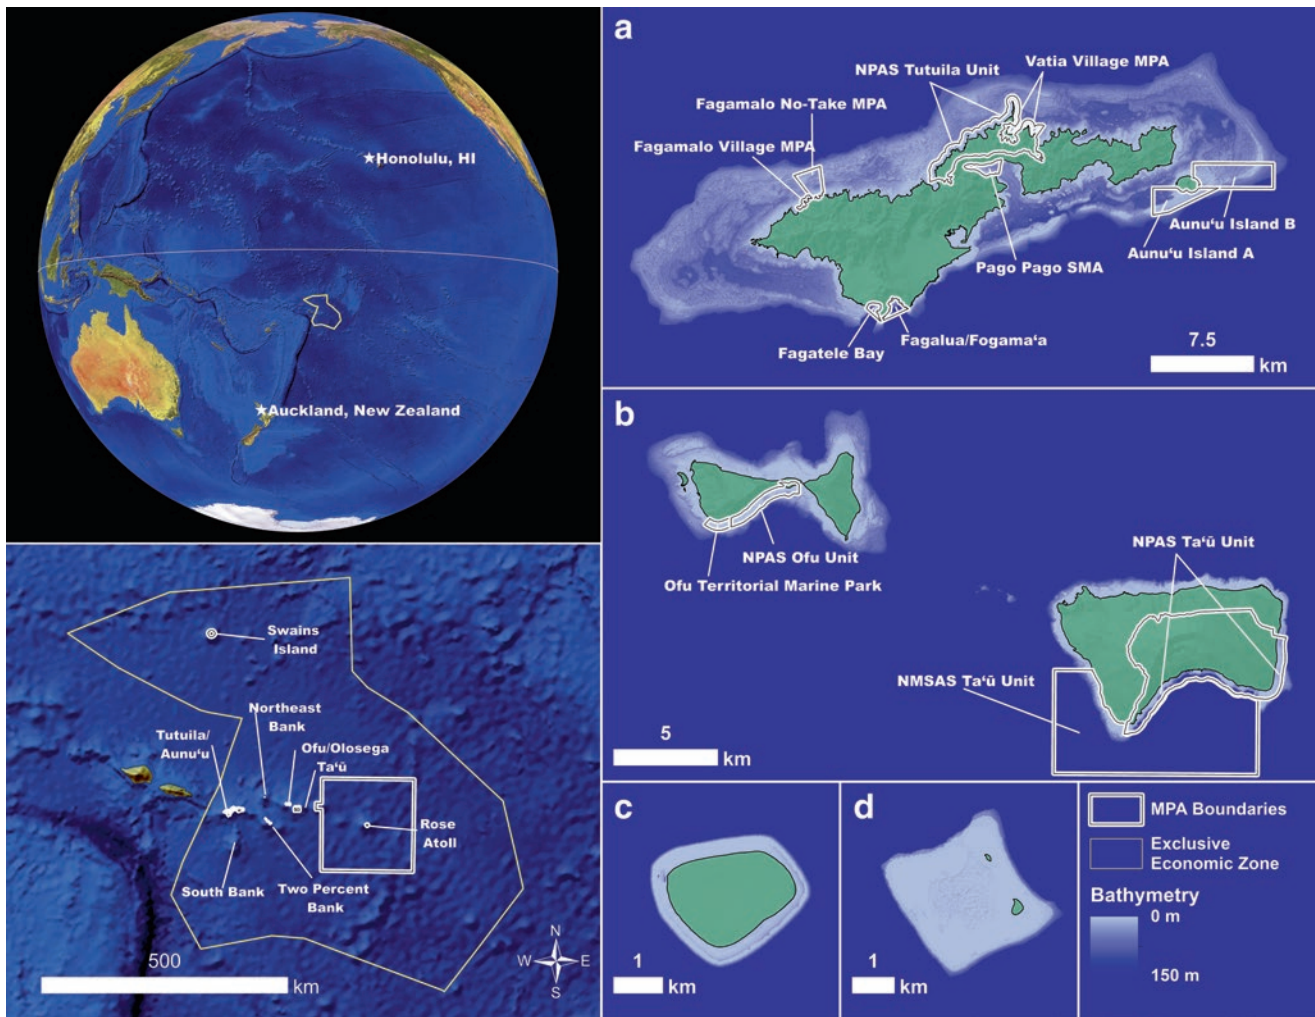 ★Honolulu, HI
★Auckland, New Zealand
Swains
Island
Northeast
Bank
Tutuila/
Aunu‘u
Ofu/Olosega
Ta‘ū
Rose
Atoll
South Bank
Two Percent
Bank
500
km
N
W
E
S
a
Vatia Village MPA
NPAS Tutuila Unit
Fagamalo No-Take MPA
Fagamalo Village MPA
Aunu‘u Island B
Aunu‘u Island A
Pago Pago SMA
Fagalua/Fogama‘a
Fagatele Bay
7.5
km
b
NPAS Ofu Unit
Ofu Territorial Marine Park
NPAS Ta‘ū Unit
NMSAS Ta‘ū Unit
5
km
c
1
km
d
1
km
MPA Boundaries
Exclusive
Economic Zone
Bathymetry
0 m
150 m